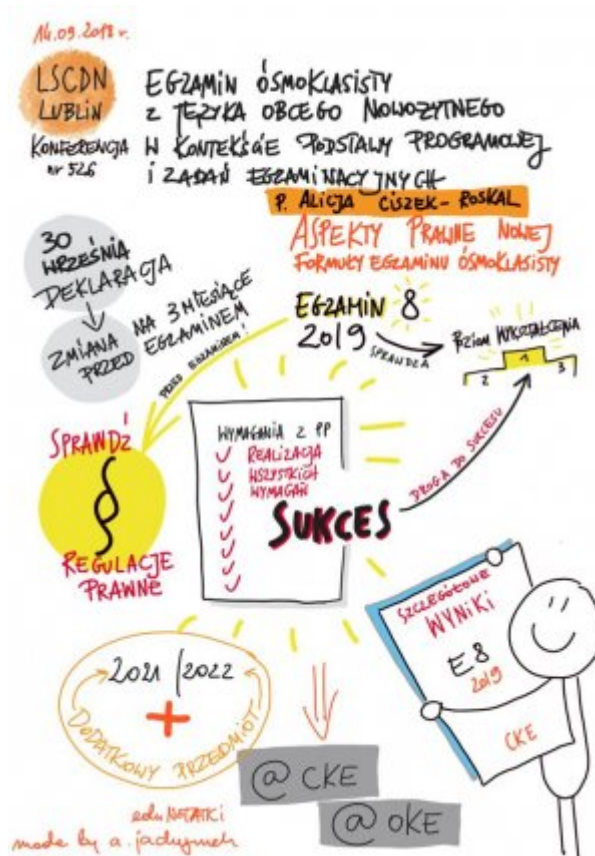 14.09.2018 r.
LSCDN
LUBLIN
KONFERENCJA
nr 526
EGZAMIN ÓSMOKLASISTY
z JĘZYKA OBCEGO NOWOŻYTNEGO
W KONTEKŚCIE PODSTAWY PROGRAMOWEJ
I ZADAŃ EGZAMINACYJNYCH
P. ALICJA CISZEK-ROSKAL
ASPEKTY PRAWNE NOWEJ
FORMUŁY EGZAMINU ÓSMOKLASISTY
30
WRZEŚNIA
DEKLARACJA
ZMIANA NA 3 MIESIĄCE
PRZED EGZAMINEM
EGZAMIN 8
2019
SPRAWDZA
POZIOM WYKSZTAŁCENIA
1
2 3
PRZED EGZAMINEM!
SPRAWDŹ
§
REGULACJE
PRAWNE
WYMAGANIA z PP
REALIZACJA
WSZYSTKICH
WYMAGAŃ
SUKCES
DROGA DO SUKCESU
SZCZEGÓŁOWE
WYNIKI
E8
2019
CKE
2021/2022
+
DODATKOWY PRZEDMIOT
@ CKE
@ OKE
eduNOTATKI